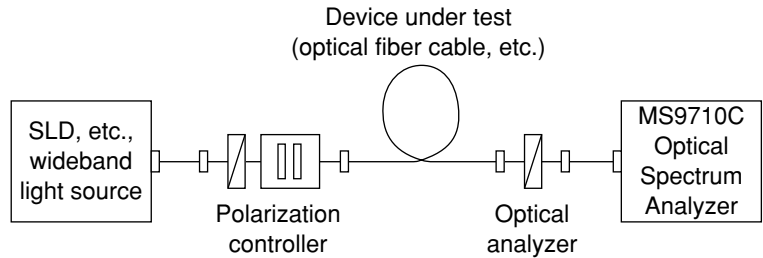 Device under test
(optical fiber cable, etc.)
SLD, etc.,
wideband
light source
Polarization
controller
Optical
analyzer
MS9710C
Optical
Spectrum
Analyzer